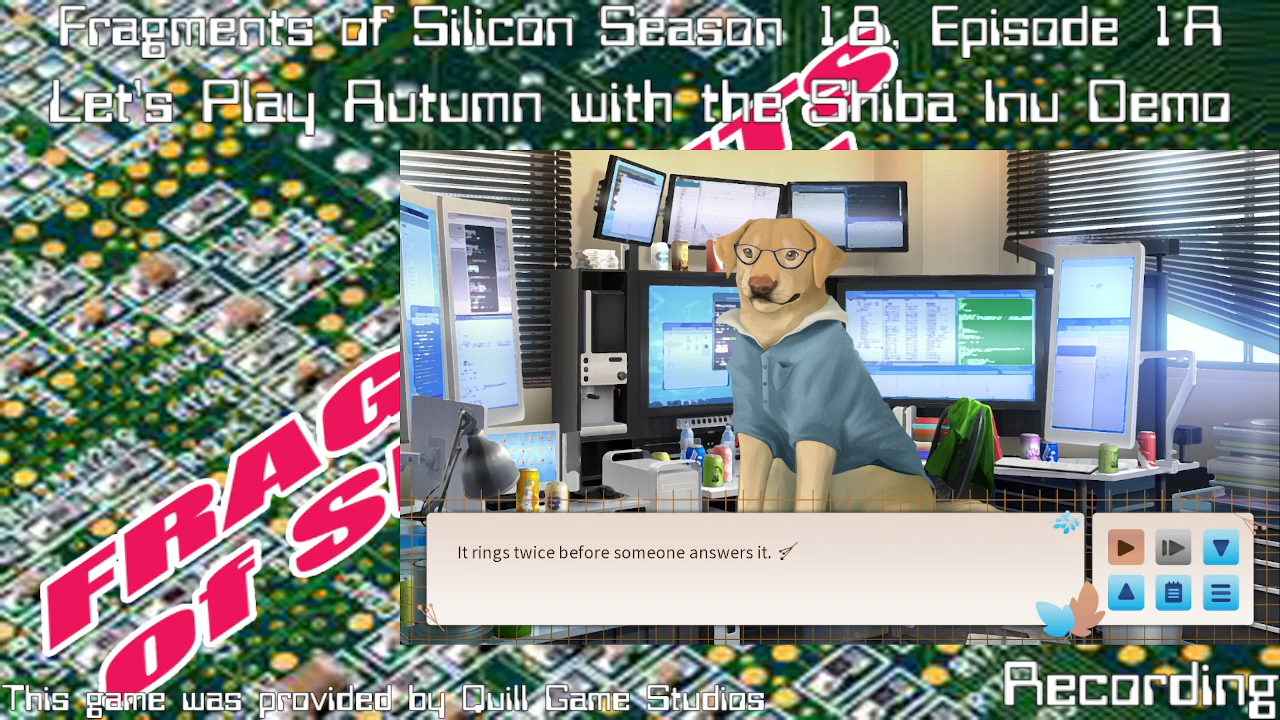 Fragments of Silicon Season 18, Episode 1A
Let's Play Autumn with the Shiba Inu Demo
FRAG
Of S
It rings twice before someone answers it.
This game was provided by Quill Game Studios
Recording